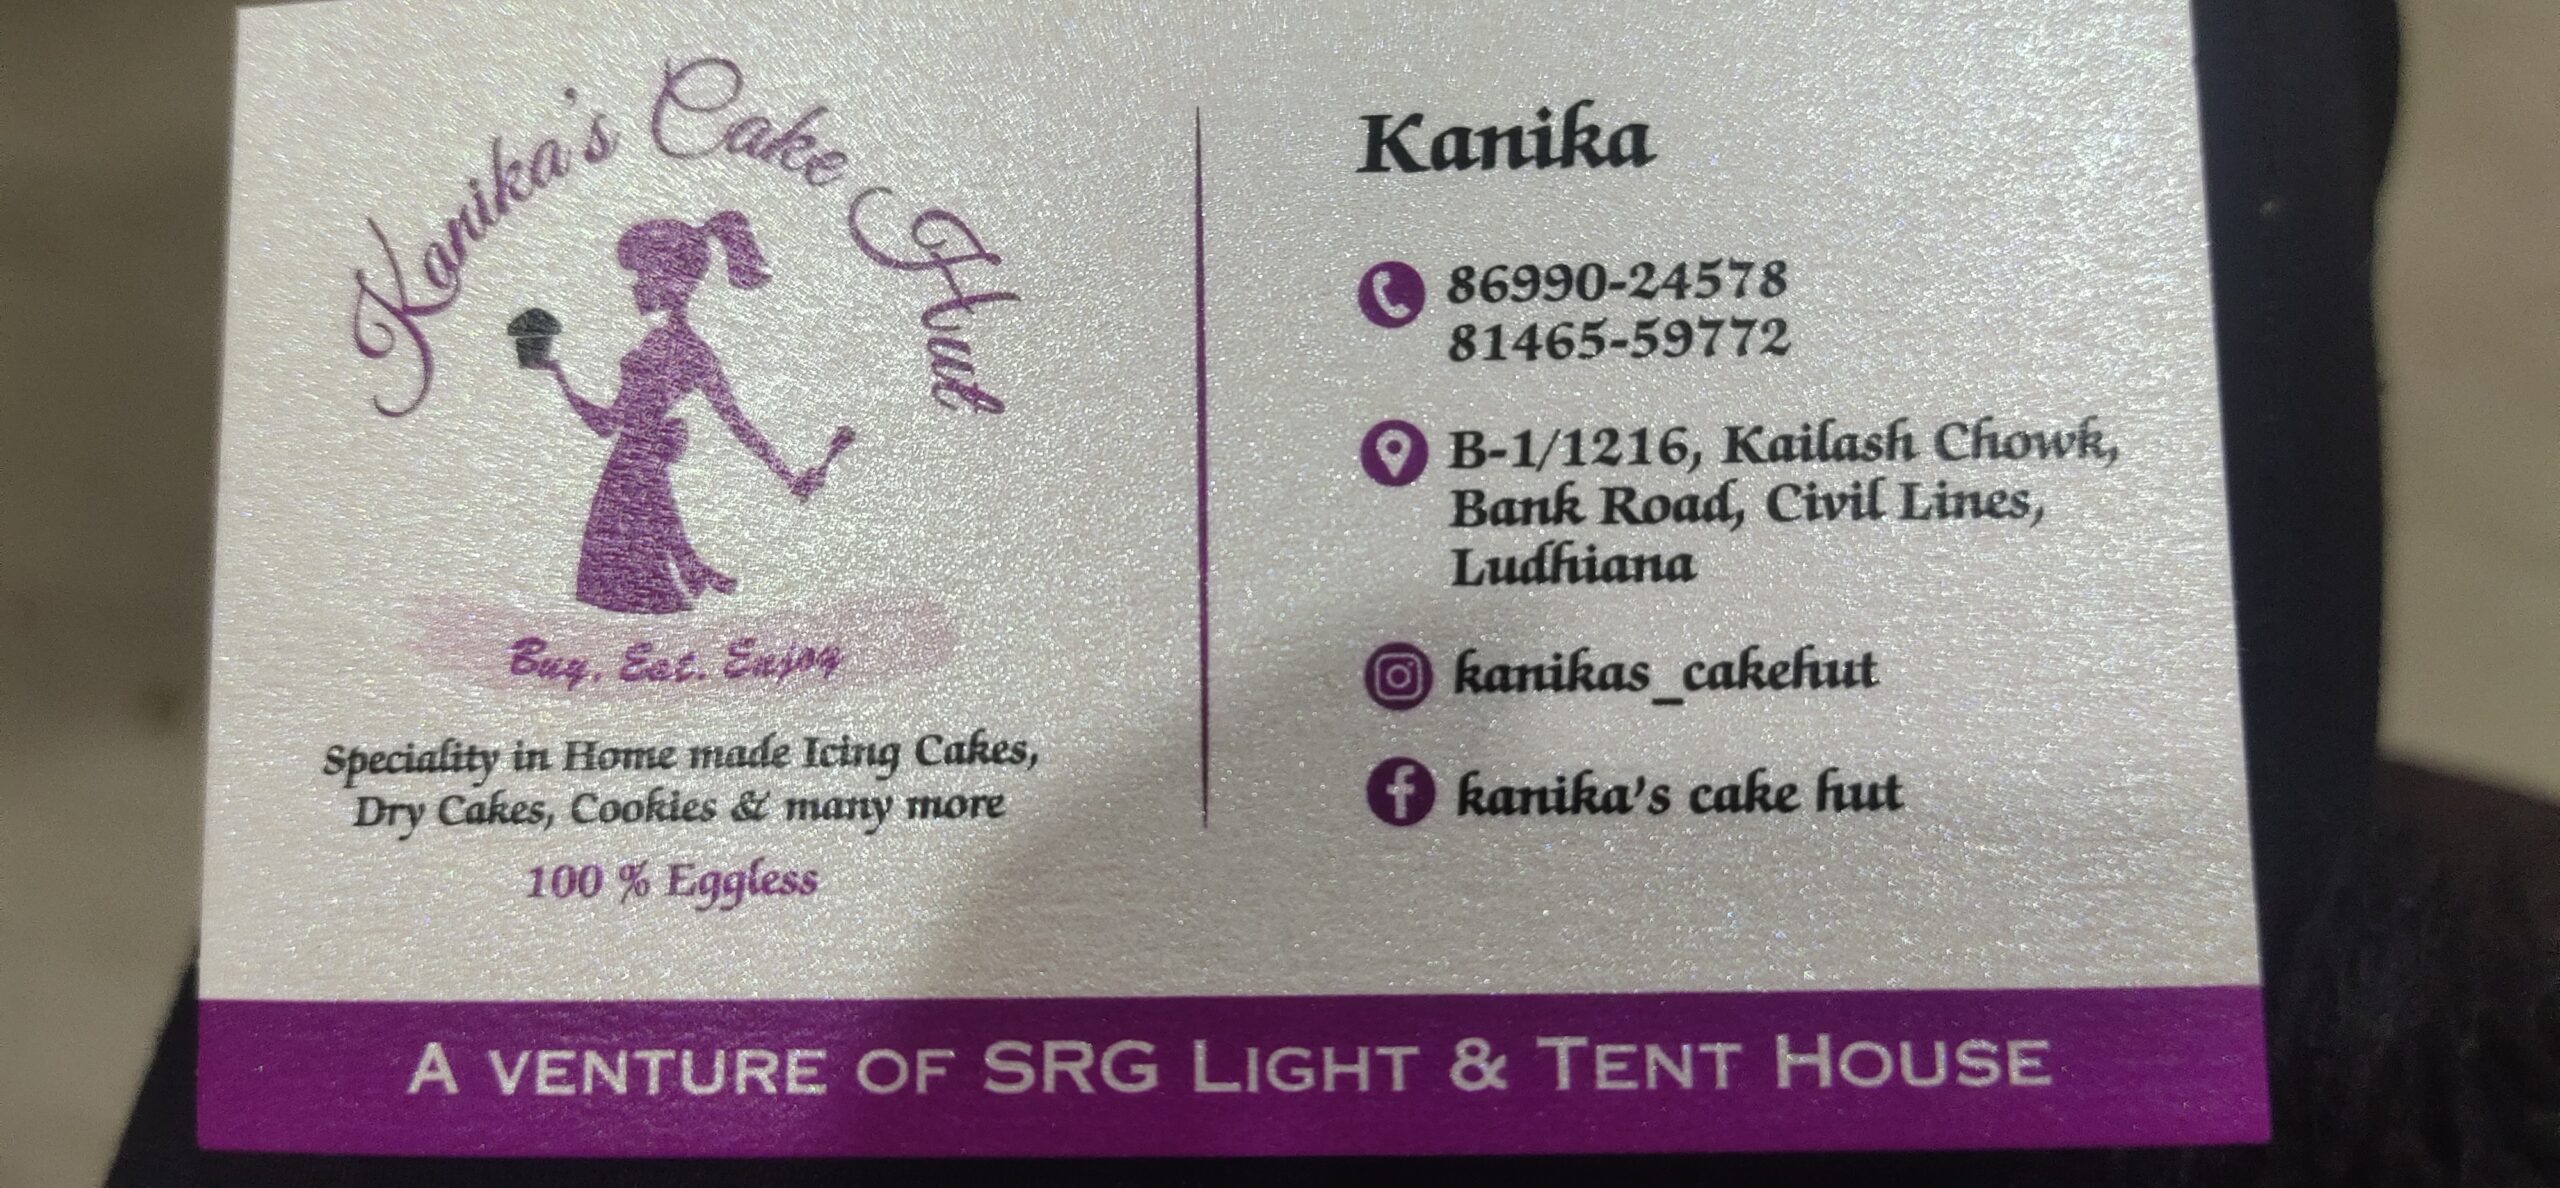 Kanika's Cake Hut
Buy. Eat. Enjoy
Speciality in Home made Icing Cakes,
Dry Cakes, Cookies & many more
100 % Eggless
Kanika
86990-24578
81465-59772
B-1/1216, Kailash Chowk,
Bank Road, Civil Lines,
Ludhiana
kanikas_cakehut
kanika's cake hut
A VENTURE OF SRG LIGHT & TENT HOUSE